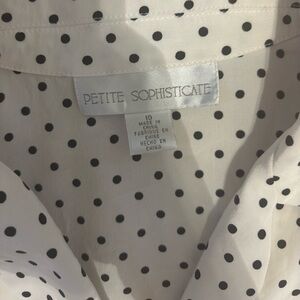 PETITE SOPHISTICATE
10
MADE IN
CHINA
FABRIQUE EN
CHINE
HECHO EN
CHINA